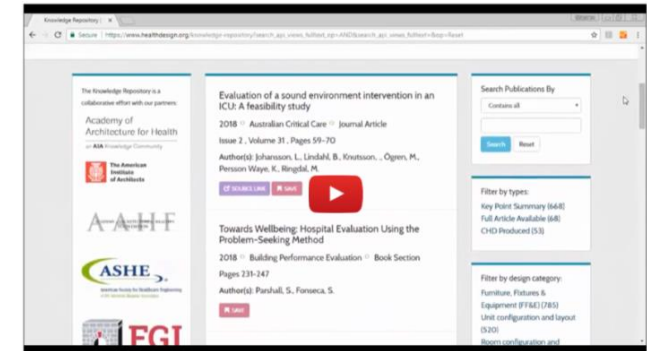 Knowledge Repository |
Secure | https://www.healthdesign.org/knowledge-repository?search_api_views_fulltext_op=AND&search_api_views_fulltext=&op=Reset
The Knowledge Repository is a
collaborative effort with our partners:
Academy of
Architecture for Health
an AIA Knowledge Community
The American
Institute
of Architects
AAHF
ASHE
American Society for Healthcare Engineering
FGI
Evaluation of a sound environment intervention in an
ICU: A feasibility study
2018 Australian Critical Care Journal Article
Issue 2 , Volume 31 , Pages 59-70
Author(s): Johansson, L., Lindahl, B., Knutsson, , Ögren, M.,
Persson Waye, K., Ringdal, M.
SOURCE LINK SAVE
Towards Wellbeing: Hospital Evaluation Using the
Problem-Seeking Method
2018 Building Performance Evaluation Book Section
Pages 231-247
Author(s): Parshall, S., Fonseca, S.
SAVE
Search Publications By
Contains all
Search Reset
Filter by types:
Key Point Summary (668)
Full Article Available (68)
CHD Produced (53)
Filter by design category:
Furniture, Fixtures &
Equipment (FF&E) (785)
Unit configuration and layout
(520)
Room configuration and